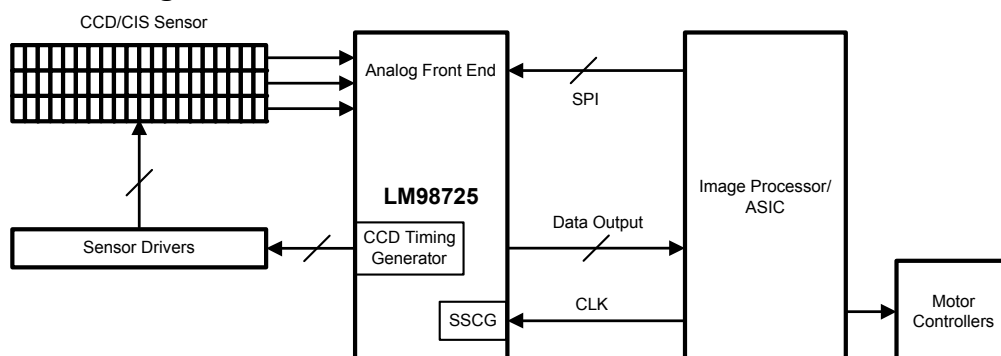 CCD/CIS Sensor
Analog Front End
SPI
LM98725
Image Processor/
ASIC
Sensor Drivers
CCD Timing
Generator
Data Output
SSCG
CLK
Motor
Controllers